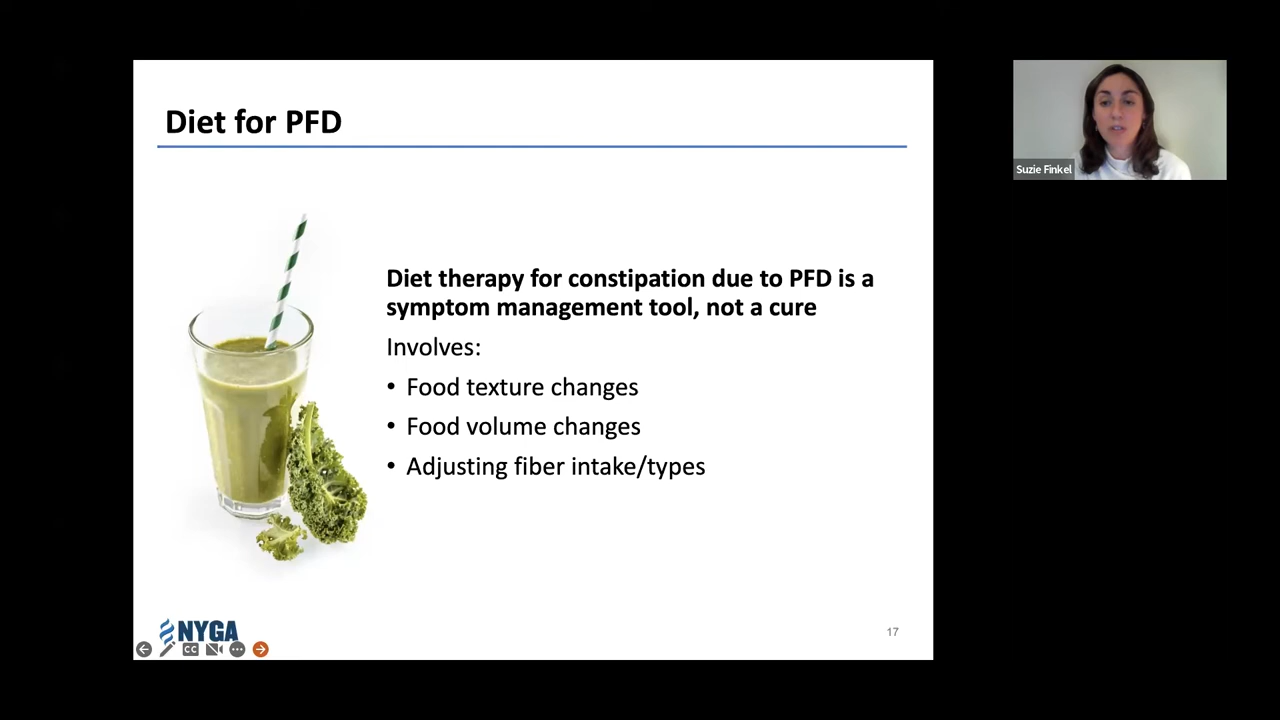 Diet for PFD
Suzie Finkel
Diet therapy for constipation due to PFD is a
symptom management tool, not a cure
Involves:
• Food texture changes
• Food volume changes
• Adjusting fiber intake/types
NYGA
CC
17